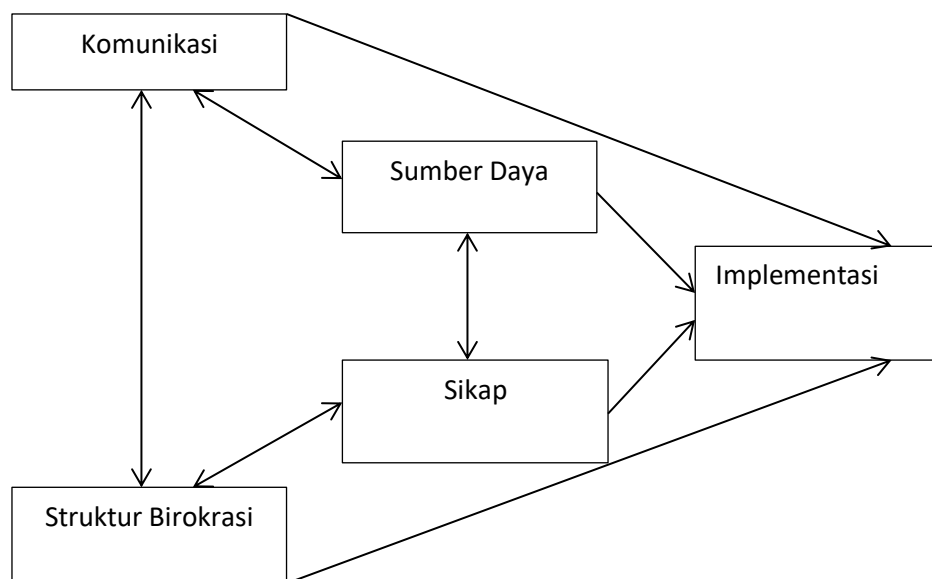 Komunikasi
Sumber Daya
Implementasi
Sikap
Struktur Birokrasi